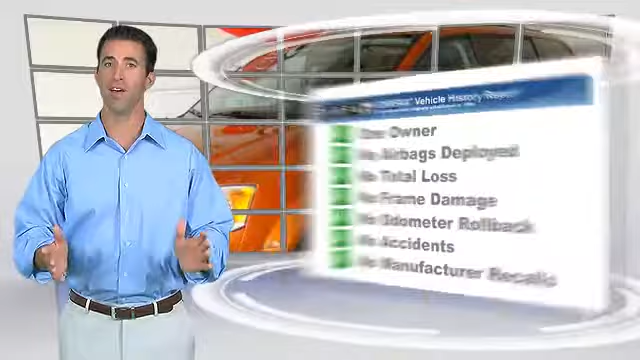 Vehicle History
One Owner
No Airbags Deployed
No Total Loss
No Frame Damage
No Odometer Rollback
No Accidents
No Manufacturer Recalls